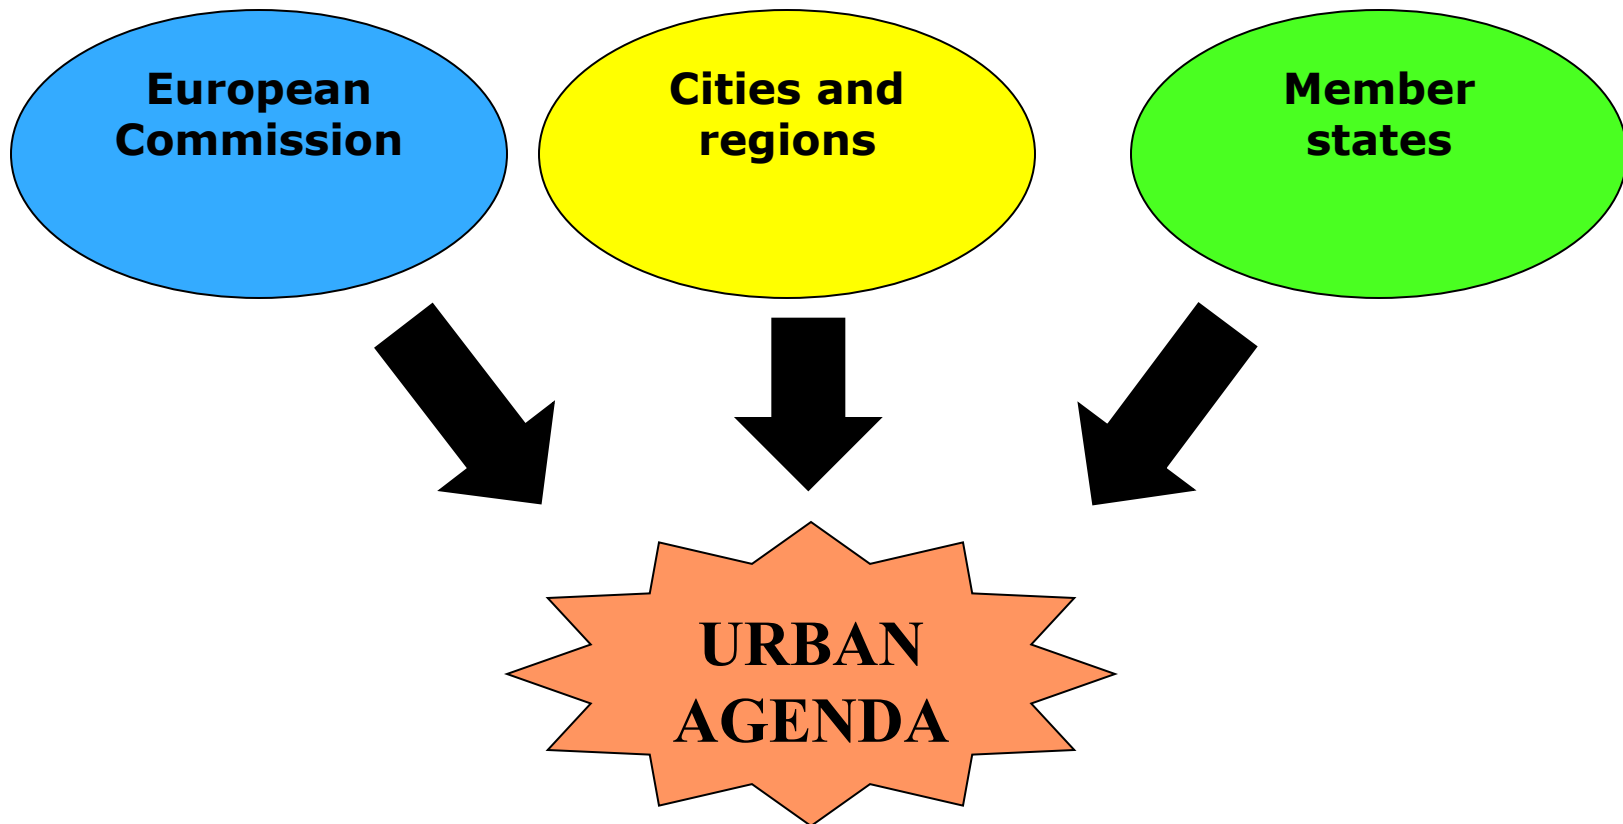 European
Commission
Cities and
regions
Member
states
URBAN
AGENDA